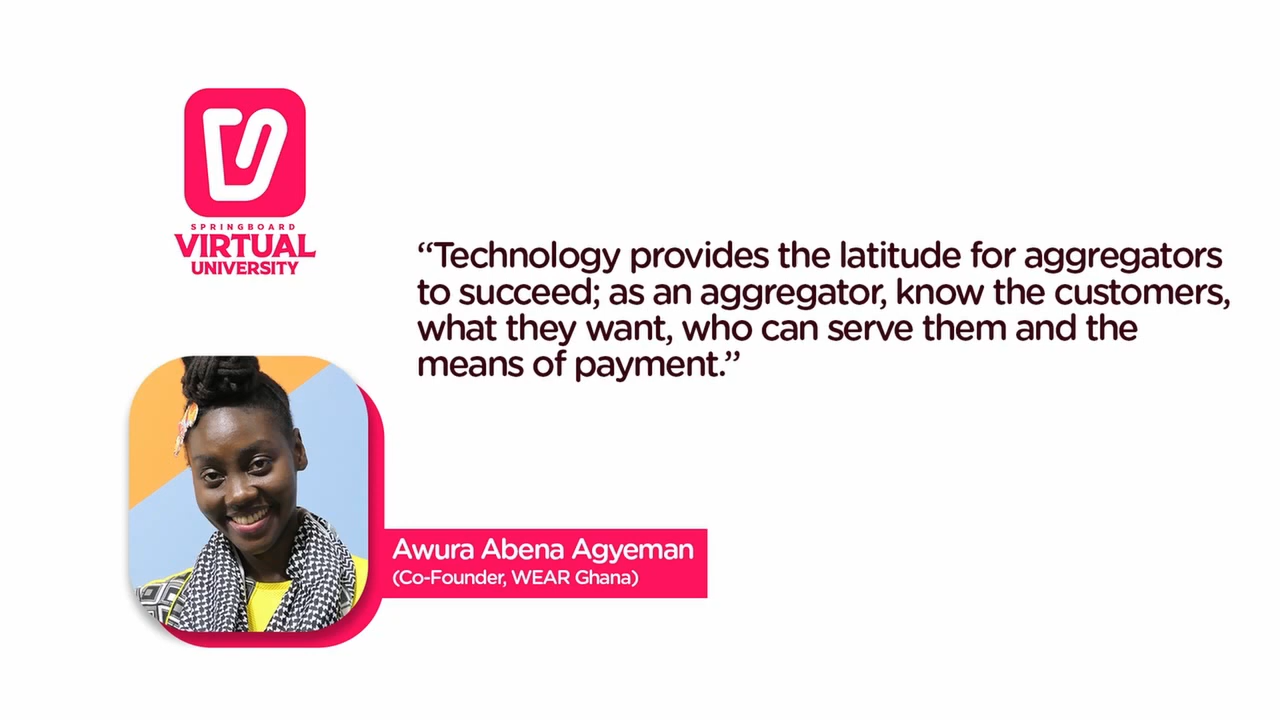 SPRINGBOARD
VIRTUAL
UNIVERSITY
“Technology provides the latitude for aggregators
to succeed; as an aggregator, know the customers,
what they want, who can serve them and the
means of payment.”
Awura Abena Agyeman
(Co-Founder, WEAR Ghana)